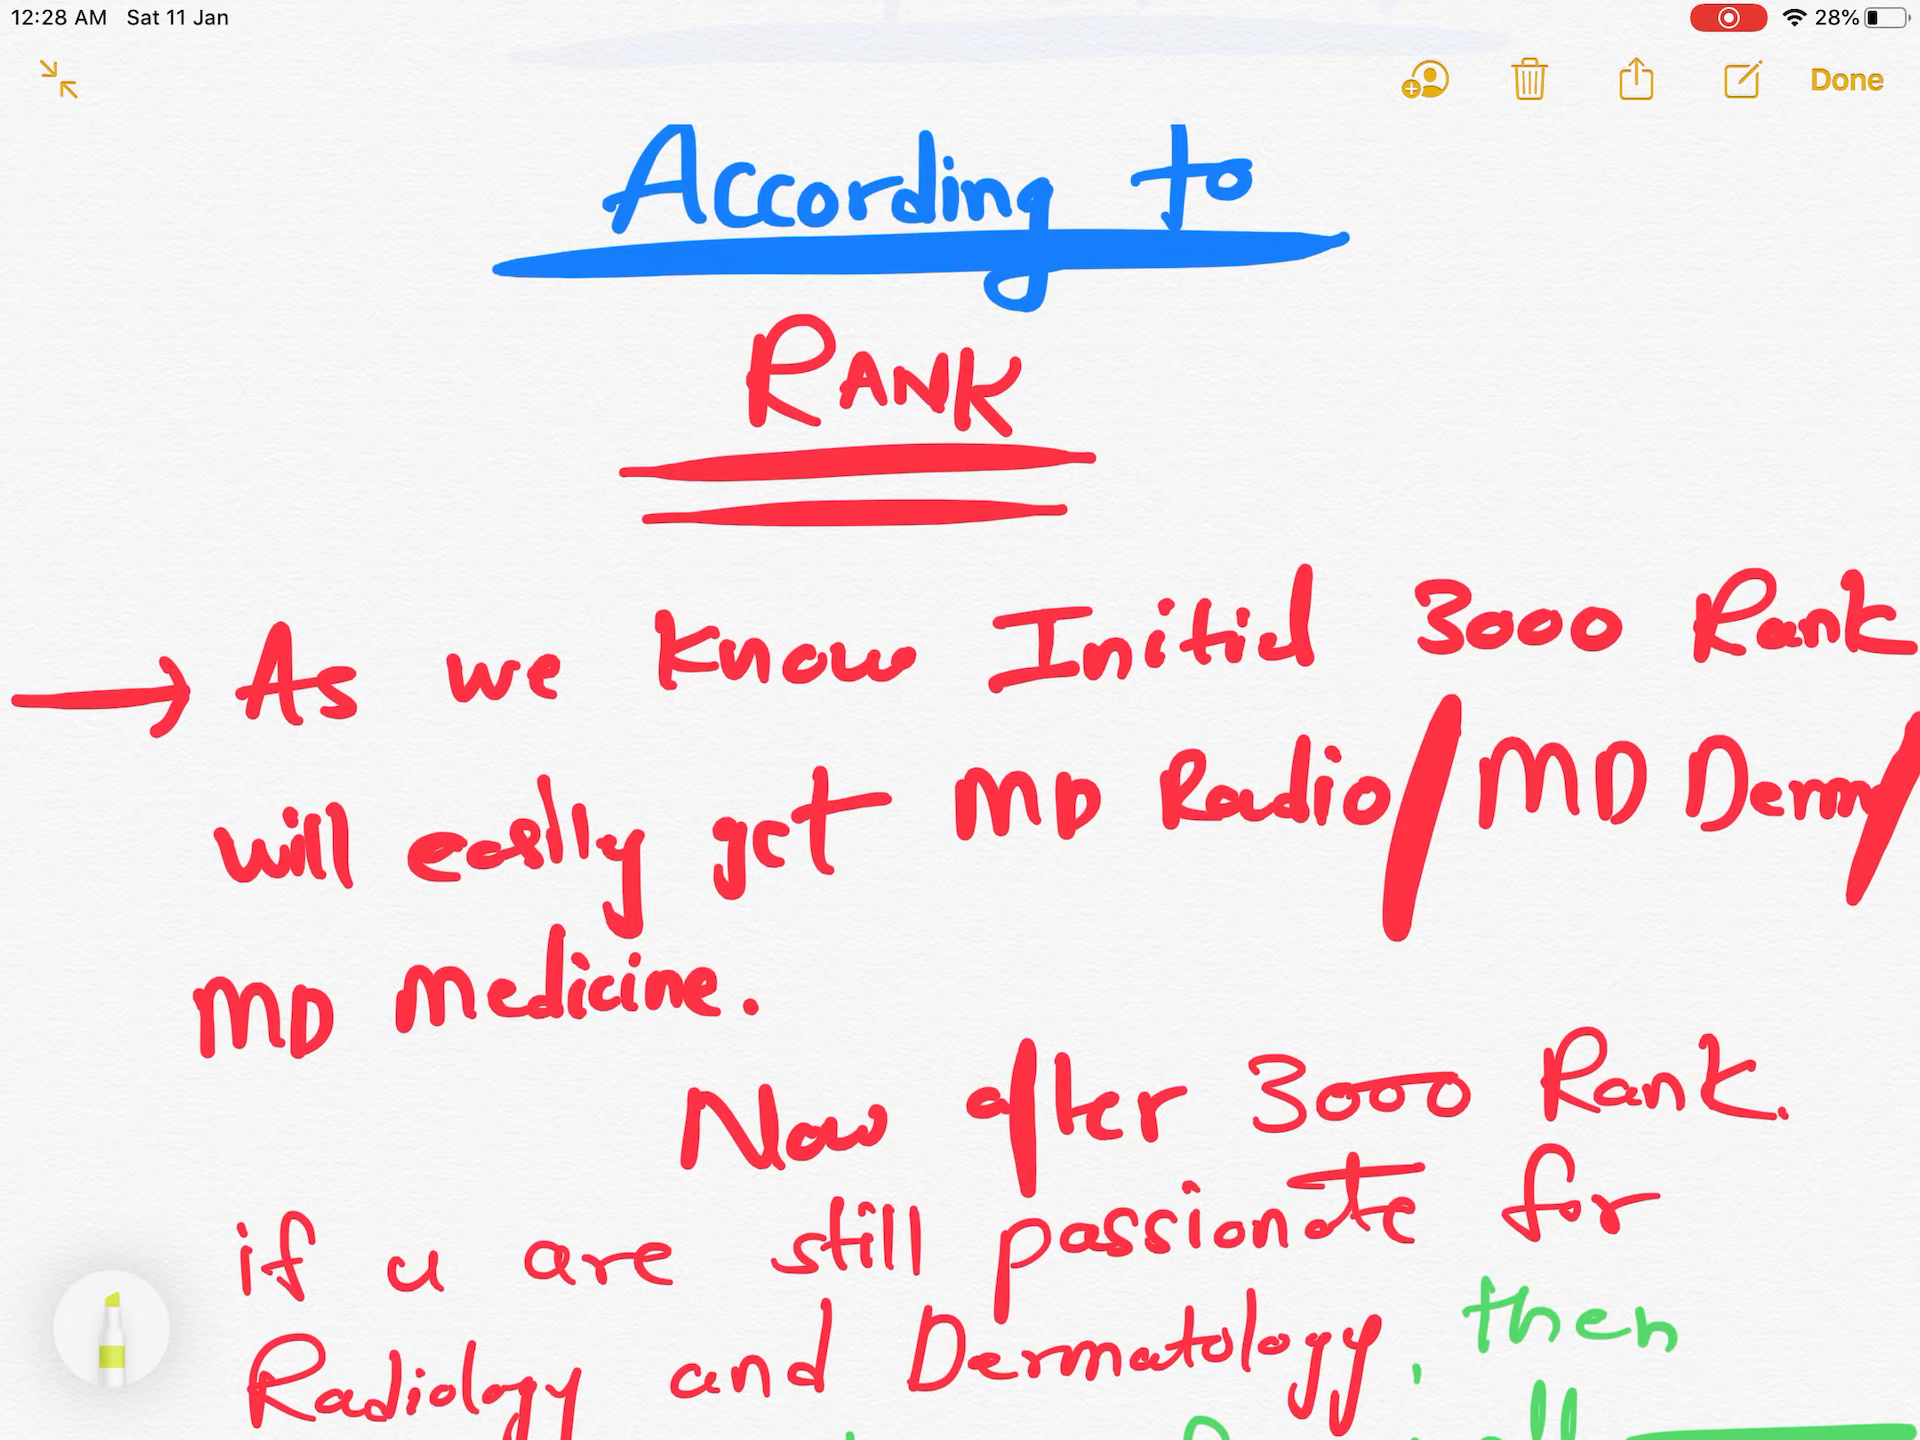 12:28 AM Sat 11 Jan 28%
Done
According to
RANK
→ As we know Initial 3000 Rank
will easily get MD Radio/MD Derm/
MD Medicine.
Now after 3000 Rank.
if u are still passionate for
Radiology and Dermatology, then